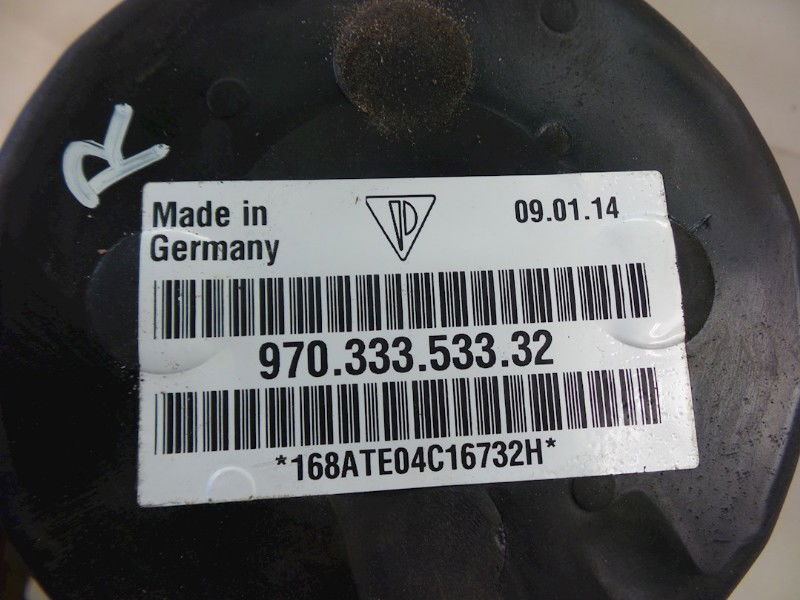 R
Made in
Germany
09.01.14
970.333.533.32
*168ATE04C16732H*